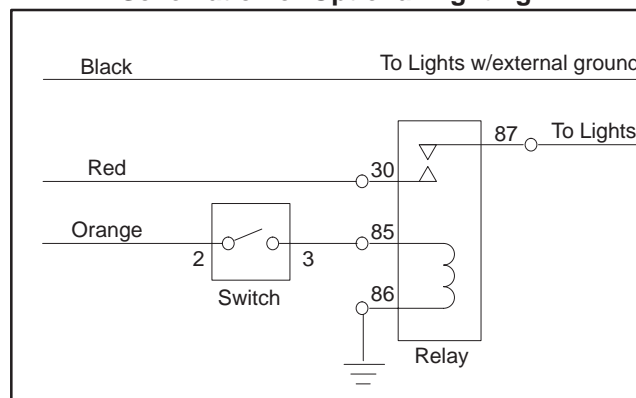 Black
To Lights w/external ground
87
To Lights
Red
30
Orange
85
2
3
86
Switch
Relay